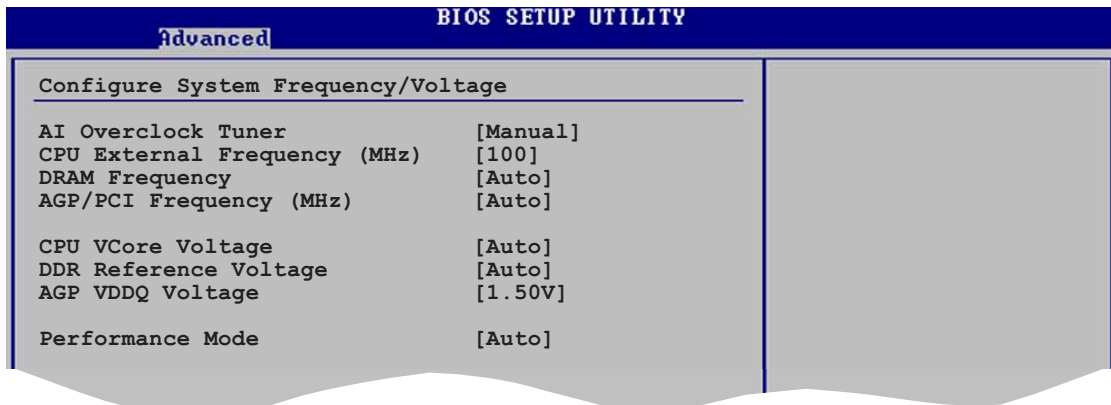 BIOS SETUP UTILITY
Advanced
Configure System Frequency/Voltage
AI Overclock Tuner [Manual]
CPU External Frequency (MHz) [100]
DRAM Frequency [Auto]
AGP/PCI Frequency (MHz) [Auto]
CPU VCore Voltage [Auto]
DDR Reference Voltage [Auto]
AGP VDDQ Voltage [1.50V]
Performance Mode [Auto]